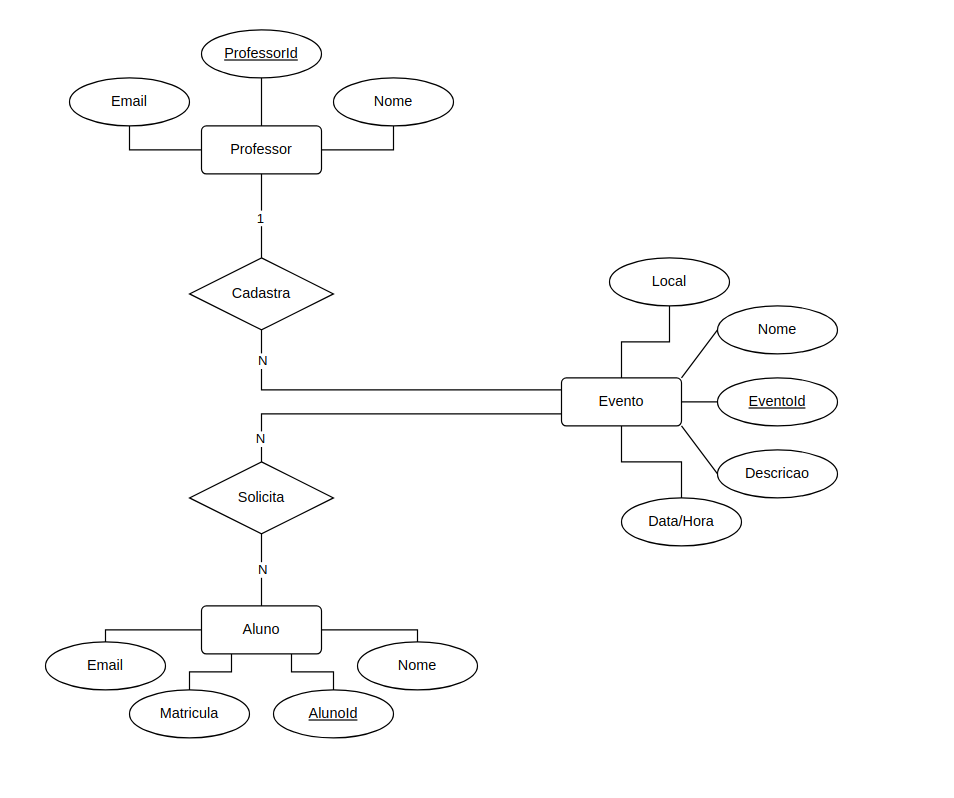 ProfessorId
Email
Nome
Professor
1
Cadastra
Local
Nome
N
Evento
EventoId
N
Descricao
Solicita
Data/Hora
N
Aluno
Email
Nome
Matricula
AlunoId